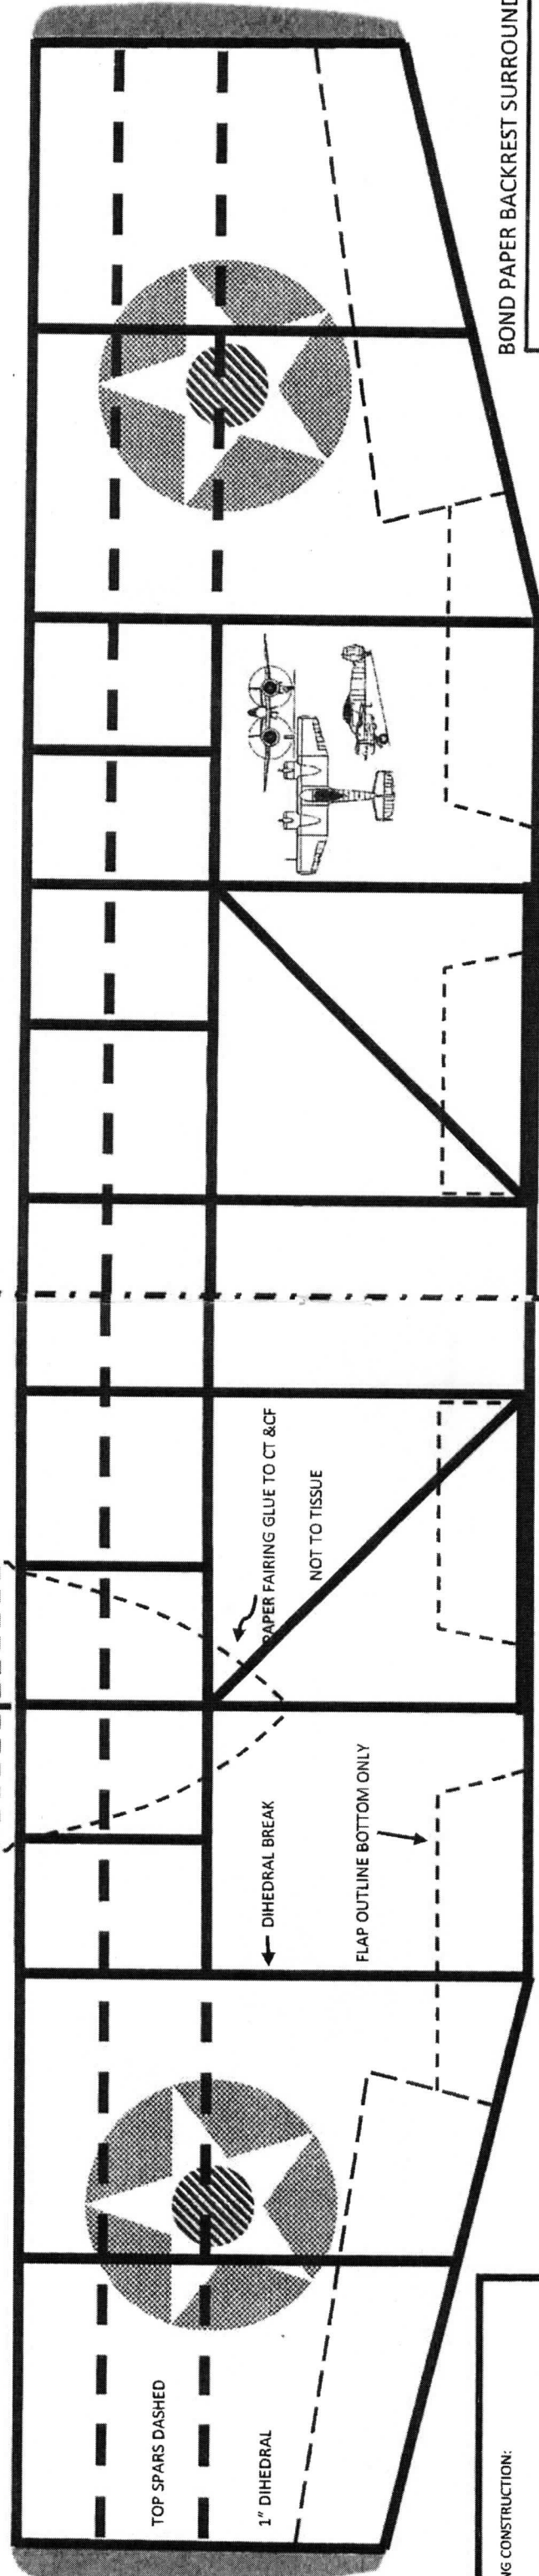 BOND PAPER BACKREST SURROUND
PAPER FAIRING GLUE TO CT &CF
NOT TO TISSUE
DIHEDRAL BREAK
FLAP OUTLINE BOTTOM ONLY
TOP SPARS DASHED
1" DIHEDRAL
NG CONSTRUCTION: